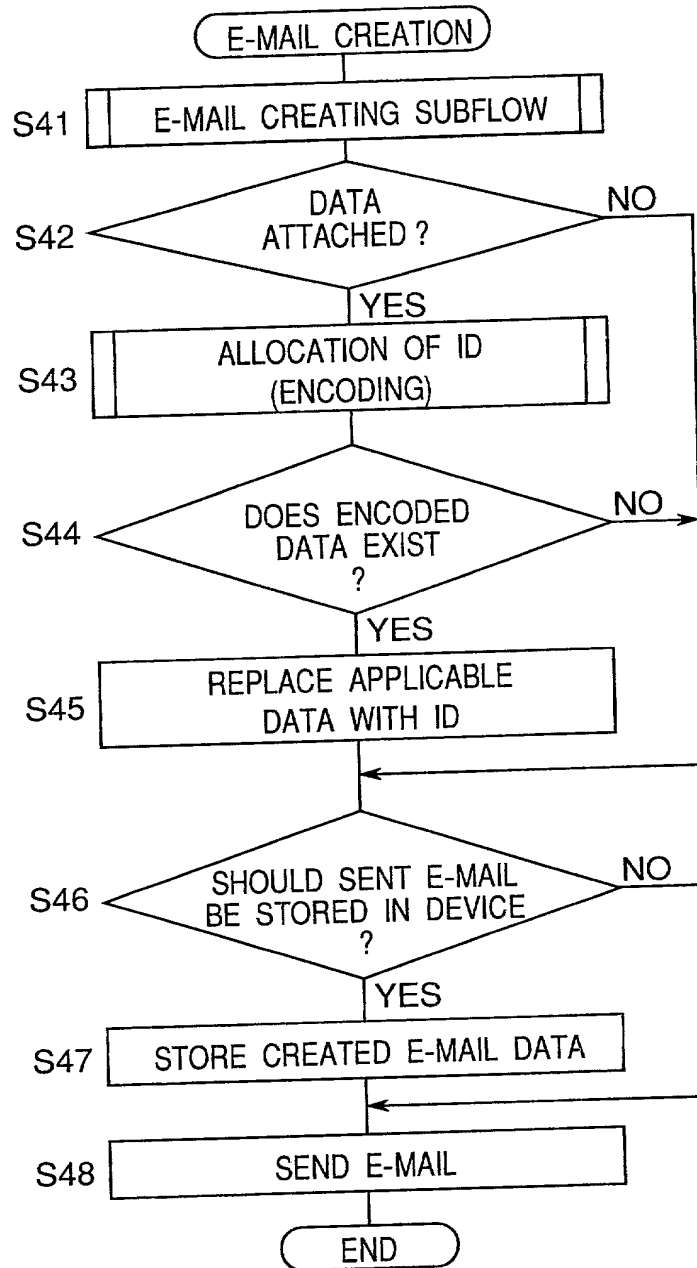 E-MAIL CREATION
S41
E-MAIL CREATING SUBFLOW
S42
DATA
ATTACHED ?
NO
YES
S43
ALLOCATION OF ID
(ENCODING)
S44
DOES ENCODED
DATA EXIST
?
NO
YES
S45
REPLACE APPLICABLE
DATA WITH ID
S46
SHOULD SENT E-MAIL
BE STORED IN DEVICE
?
NO
YES
S47
STORE CREATED E-MAIL DATA
S48
SEND E-MAIL
END